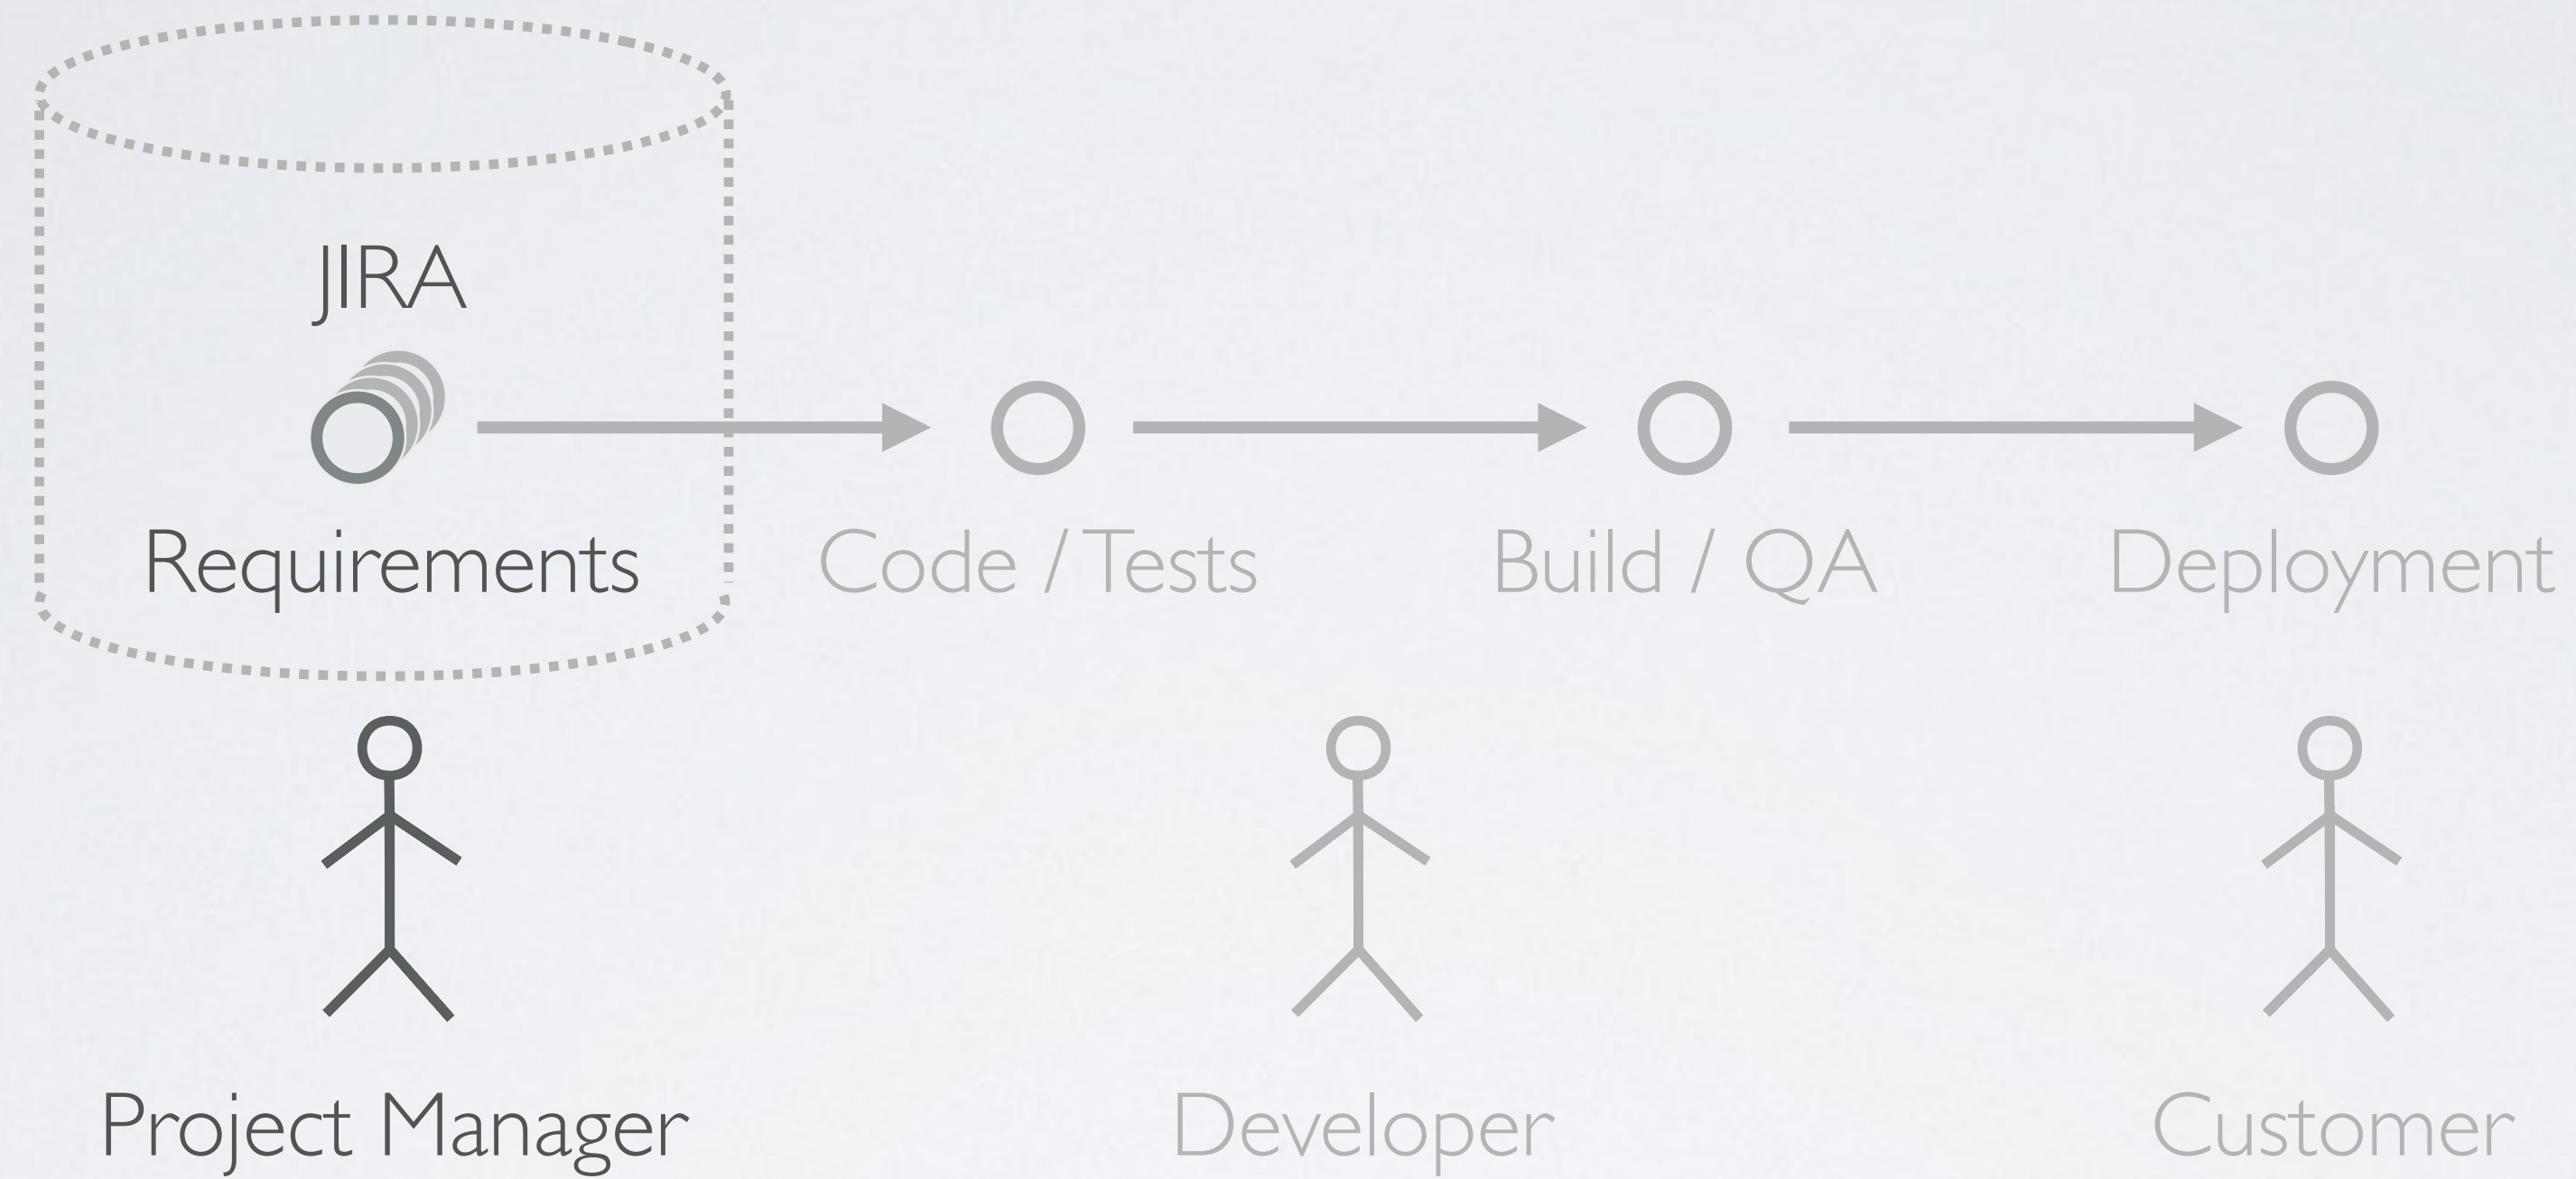 JIRA
Requirements
Code / Tests
Build / QA
Deployment
Project Manager
Developer
Customer